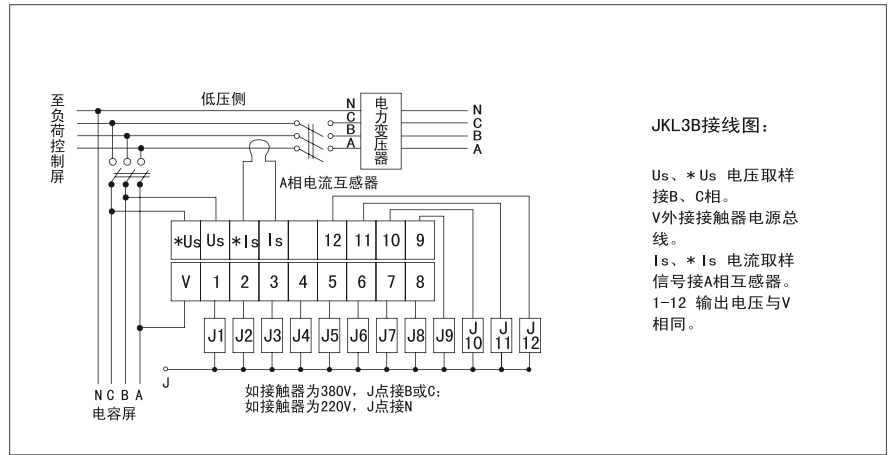 至负荷控制屏
低压侧
N
C
B
A
电力变压器
N
C
B
A
A相电流互感器
*Us Us *Is Is 12 11 10 9
V 1 2 3 4 5 6 7 8
J1 J2 J3 J4 J5 J6 J7 J8 J9 J10 J11 J12
J
N C B A
电容屏
如接触器为380V，J点接B或C；
如接触器为220V，J点接N
JKL3B接线图：
Us、*Us 电压取样
接B、C相。
V外接接触器电源总
线。
Is、*Is 电流取样
信号接A相互感器。
1-12 输出电压与V
相同。